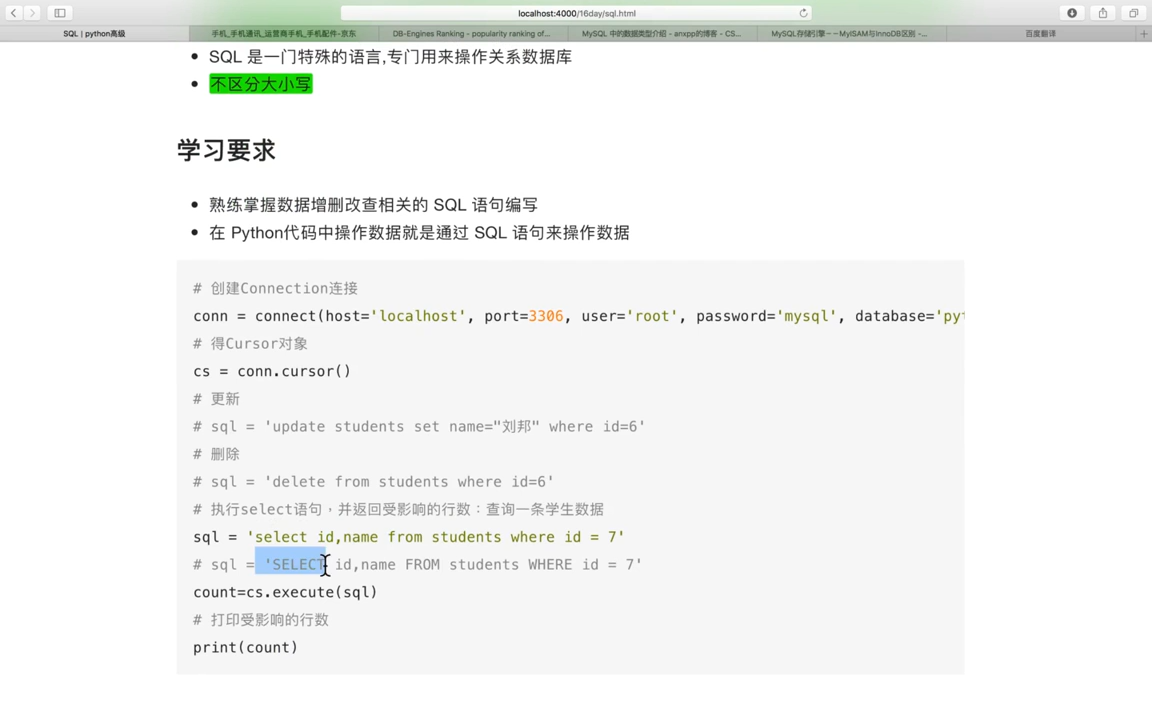 localhost:4000/16day/sql.html
SQL | python高级
手机_手机通讯_运营商手机_手机配件-京东
DB-Engines Ranking - popularity ranking of...
MySQL 中的数据类型介绍 - anxpp的博客 - CS...
MySQL存储引擎－－MyISAM与InnoDB区别 -...
百度翻译
SQL 是一门特殊的语言,专门用来操作关系数据库
不区分大小写
学习要求
熟练掌握数据增删改查相关的 SQL 语句编写
在 Python代码中操作数据就是通过 SQL 语句来操作数据
# 创建Connection连接
conn = connect(host='localhost', port=3306, user='root', password='mysql', database='pyt
# 得Cursor对象
cs = conn.cursor()
# 更新
# sql = 'update students set name="刘邦" where id=6'
# 删除
# sql = 'delete from students where id=6'
# 执行select语句，并返回受影响的行数：查询一条学生数据
sql = 'select id,name from students where id = 7'
# sql = 'SELECT id,name FROM students WHERE id = 7'
count=cs.execute(sql)
# 打印受影响的行数
print(count)